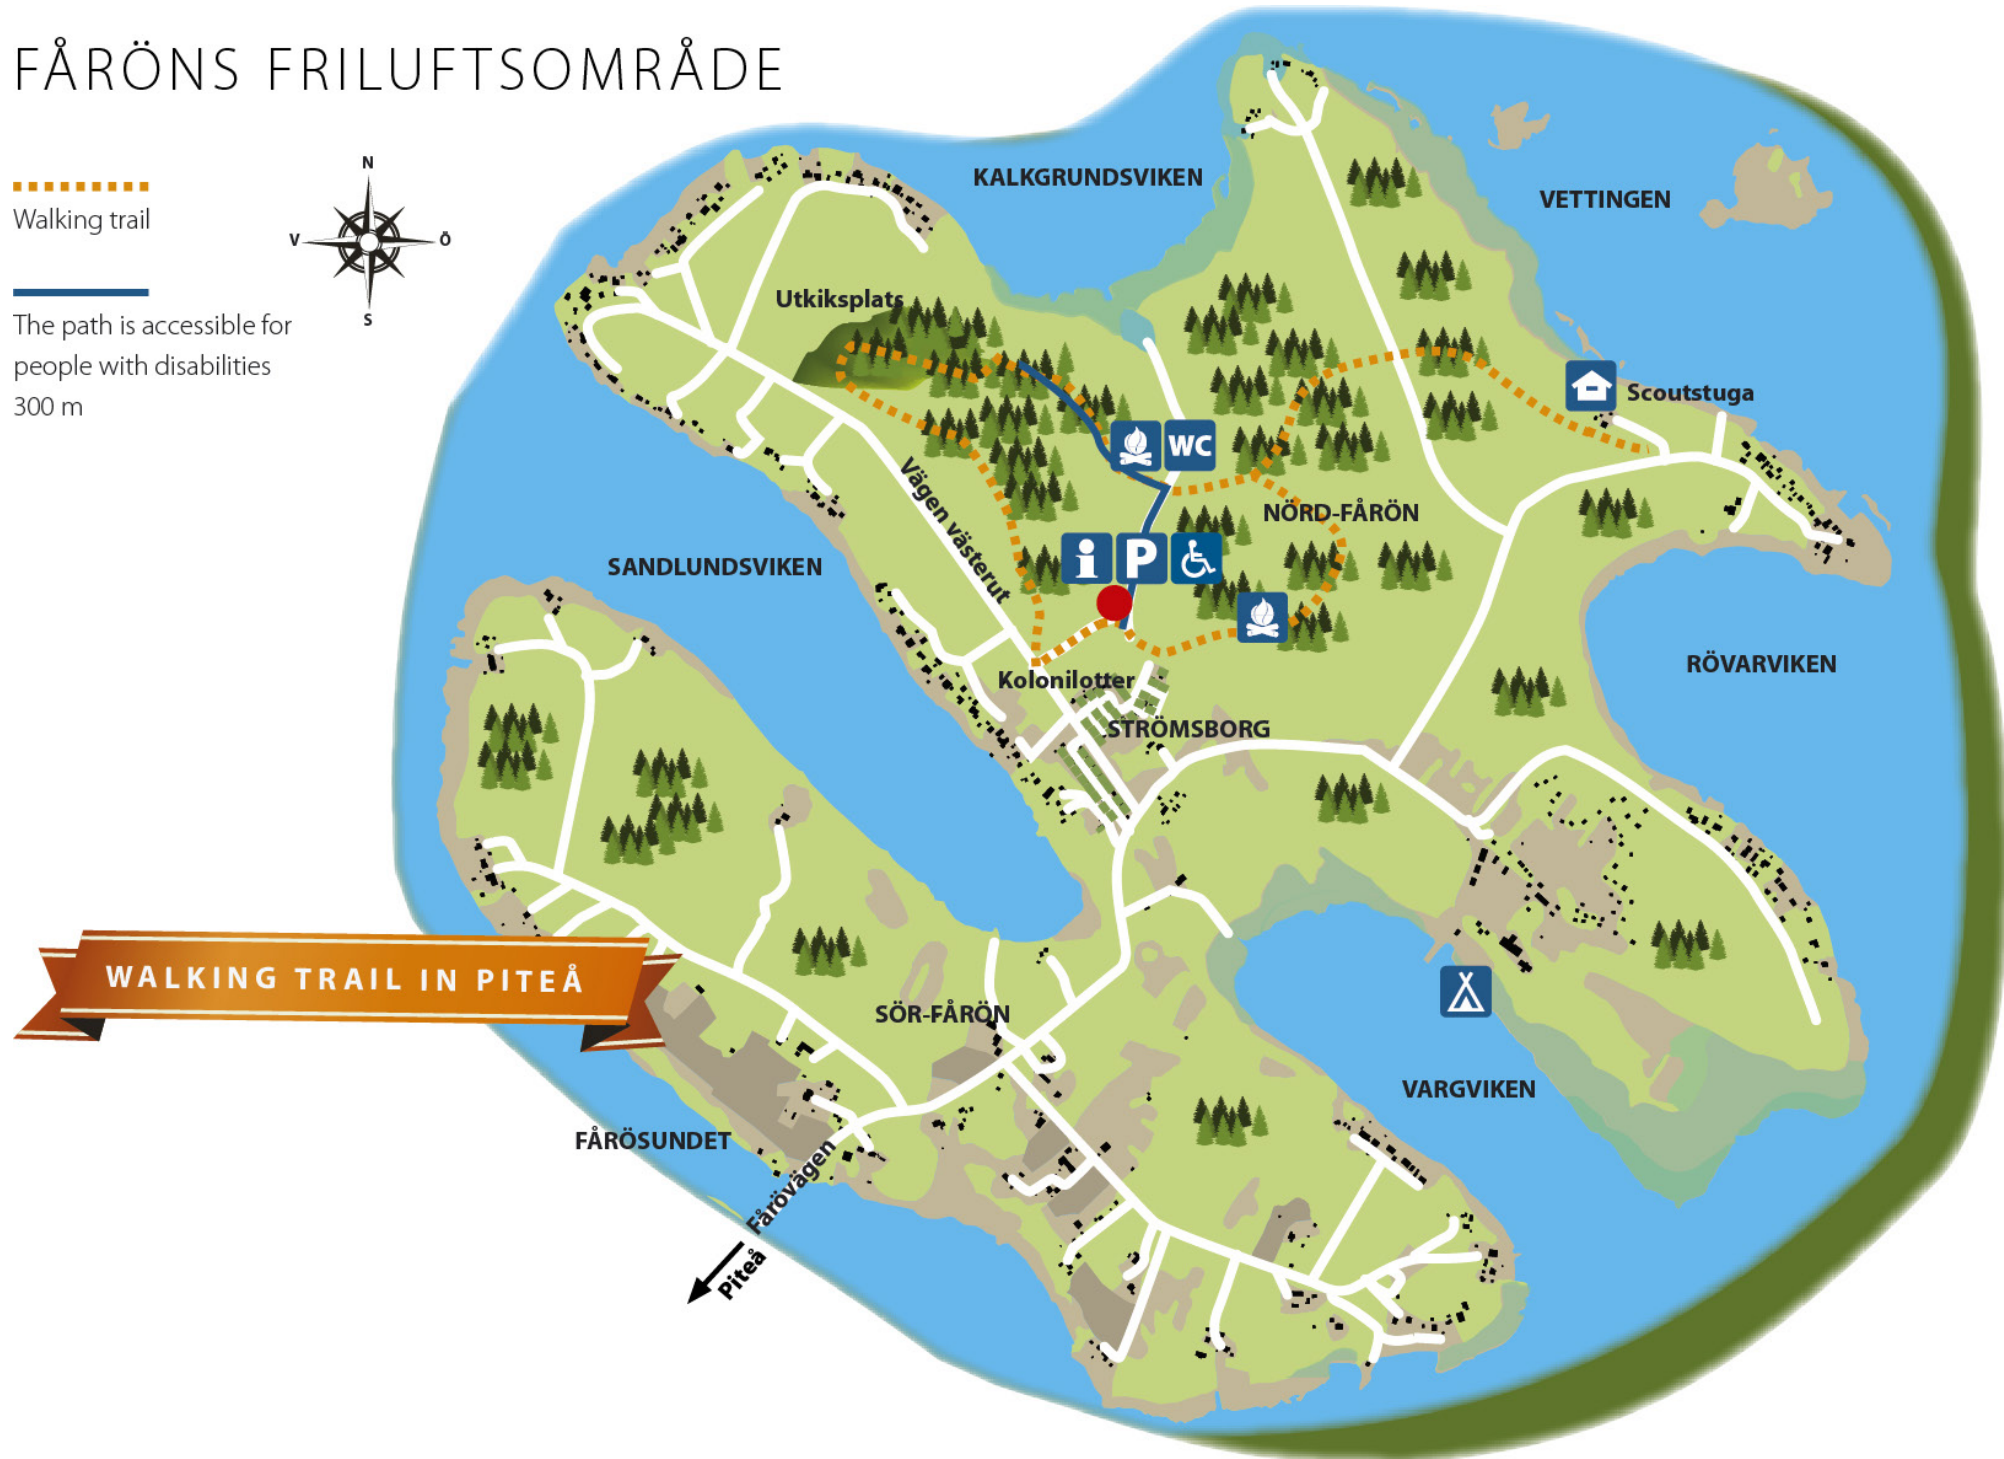 FÅRÖNS FRILUFTSOMRÅDE
Walking trail
The path is accessible for
people with disabilities
300 m
N
V
Ö
S
KALKGRUNDSVIKEN
VETTINGEN
Utkiksplats
Scoutstuga
WC
Vägen västerut
NÖRD-FÅRÖN
SANDLUNDSVIKEN
i P
RÖVARVIKEN
Kolonilotter
STRÖMSBORG
WALKING TRAIL IN PITEÅ
SÖR-FÅRÖN
VARGVIKEN
FÅRÖSUNDET
Fårövägen
Piteå